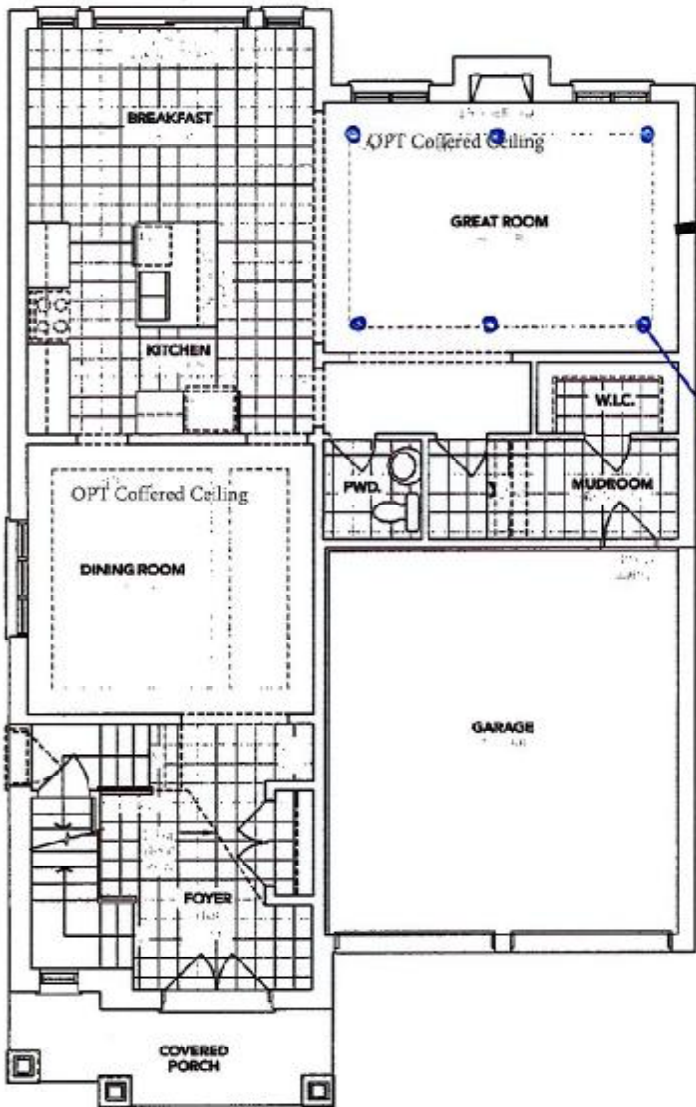 BREAKFAST
OPT Coffered Ceiling
GREAT ROOM
KITCHEN
W.I.C.
PWD.
MUDROOM
OPT Coffered Ceiling
DINING ROOM
GARAGE
FOYER
COVERED
PORCH